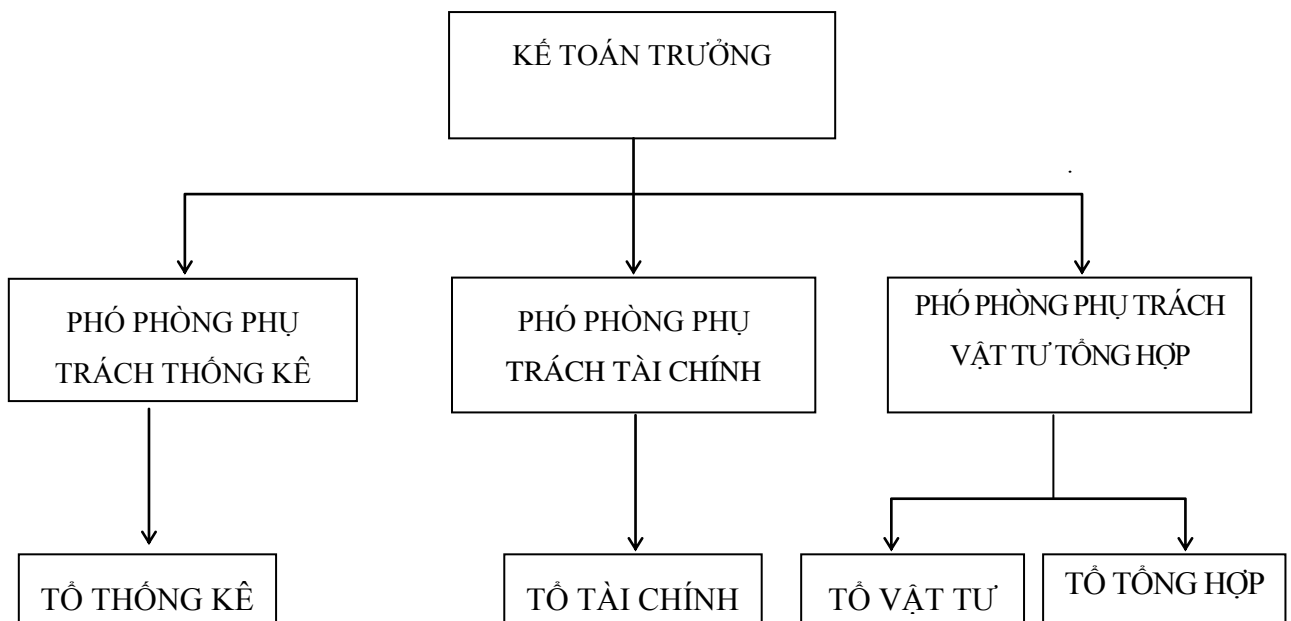 KẾ TOÁN TRƯỞNG
PHÓ PHÒNG PHỤ
TRÁCH THỐNG KÊ
PHÓ PHÒNG PHỤ
TRÁCH TÀI CHÍNH
PHÓ PHÒNG PHỤ TRÁCH
VẬT TƯ TỔNG HỢP
TỔ THỐNG KÊ
TỔ TÀI CHÍNH
TỔ VẬT TƯ
TỔ TỔNG HỢP